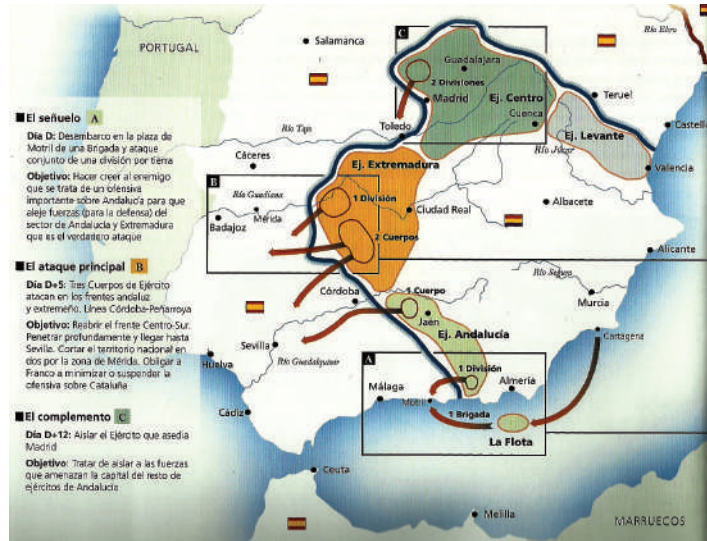 PORTUGAL
Salamanca
C
Guadalajara
2 Divisiones
Madrid
Ej. Centro
Cuenca
Toledo
Río Tajo
Río Ebro
Teruel
Castelló
Ej. Levante
Río Júkar
Valencia
■ El señuelo A
Día D: Desembarco en la plaza de
Motril de una Brigada y ataque
conjunto de una división por tierra
Objetivo: Hacer creer al enemigo
que se trata de un ofensiva
importante sobre Andalucía para que
aleje fuerzas (para la defensa) del
sector de Andalucía y Extremadura
que es el verdadero ataque
■ El ataque principal B
Día D+5: Tres Cuerpos de Ejército
atacan en los frentes andaluz
y extremeño. Línea Córdoba-Peñarroya
Objetivo: Reabrir el frente Centro-Sur.
Penetrar profundamente y llegar hasta
Sevilla. Cortar el territorio nacional en
dos por la zona de Mérida. Obligar a
Franco a minimizar o suspender la
ofensiva sobre Cataluña
■ El complemento C
Día D+12: Aislar el Ejército que asedia
Madrid
Objetivo: Tratar de aislar a las fuerzas
que amenazan la capital del resto de
ejércitos de Andalucía
Cáceres
Ej. Extremadura
B
Río Guadiana
1 División
Mérida
Badajoz
Ciudad Real
2 Cuerpos
Albacete
Alicante
Río Segura
Murcia
Cartagena
Córdoba
1 Cuerpo
Jaén
Ej. Andalucía
Sevilla
Río Guadalquivir
Huelva
A
1 División
Málaga
Almería
Motril
1 Brigada
La Flota
Cádiz
Ceuta
Melilla
MARRUECOS